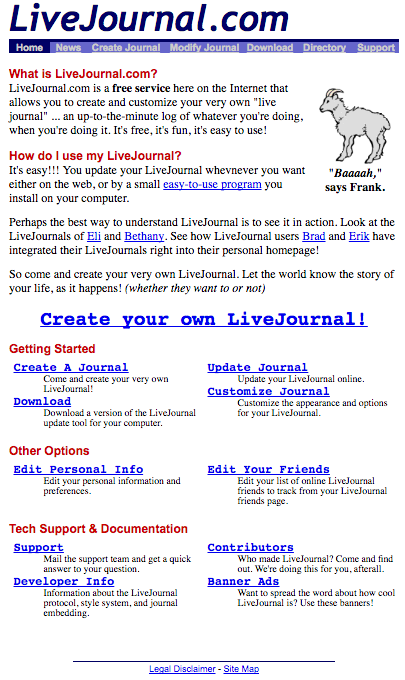 LiveJournal.com
Home News Create Journal Modify Journal Download Directory Support
What is LiveJournal.com?
LiveJournal.com is a free service here on the Internet that
allows you to create and customize your very own "live
journal" ... an up-to-the-minute log of whatever you're doing,
when you're doing it. It's free, it's fun, it's easy to use!
"Baaaah,"
says Frank.
How do I use my LiveJournal?
It's easy!!! You update your LiveJournal whevnever you want
either on the web, or by a small easy-to-use program you
install on your computer.
Perhaps the best way to understand LiveJournal is to see it in action. Look at the
LiveJournals of Eli and Bethany. See how LiveJournal users Brad and Erik have
integrated their LiveJournals right into their personal homepage!
So come and create your very own LiveJournal. Let the world know the story of
your life, as it happens! (whether they want to or not)
Create your own LiveJournal!
Getting Started
Create A Journal
Come and create your very own
LiveJournal!
Download
Download a version of the LiveJournal
update tool for your computer.
Update Journal
Update your LiveJournal online.
Customize Journal
Customize the appearance and options
for your LiveJournal.
Other Options
Edit Personal Info
Edit your personal information and
preferences.
Edit Your Friends
Edit your list of online LiveJournal
friends to track from your LiveJournal
friends page.
Tech Support & Documentation
Support
Mail the support team and get a quick
answer to your question.
Developer Info
Information about the LiveJournal
protocol, style system, and journal
embedding.
Contributors
Who made LiveJournal? Come and find
out. We're doing this for you, afterall.
Banner Ads
Want to spread the word about how cool
LiveJournal is? Use these banners!
Legal Disclaimer - Site Map